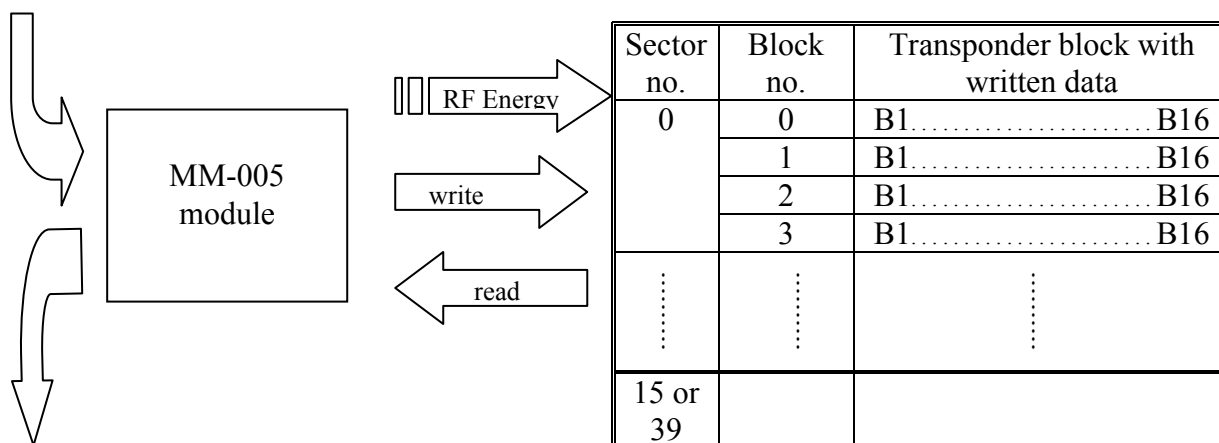 MM-005
module
RF Energy
write
read
Sector no. Block no. Transponder block with written data
0 0 B1.......................B16
1 B1.......................B16
2 B1.......................B16
3 B1.......................B16
15 or
39